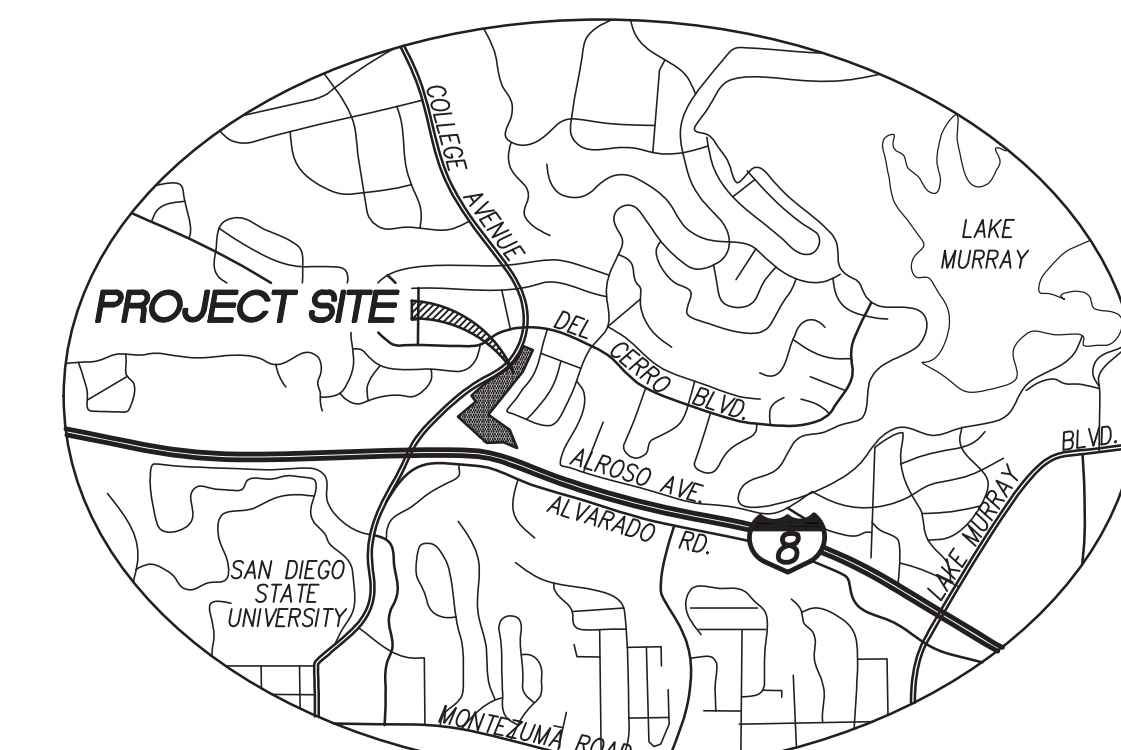 COLLEGE AVENUE
LAKE
MURRAY
PROJECT SITE
DEL CERRO BLVD.
BLVD.
ALROSO AVE.
ALVARADO RD.
8
LAKE MURRAY
SAN DIEGO
STATE
UNIVERSITY
MONTEZUMA ROAD